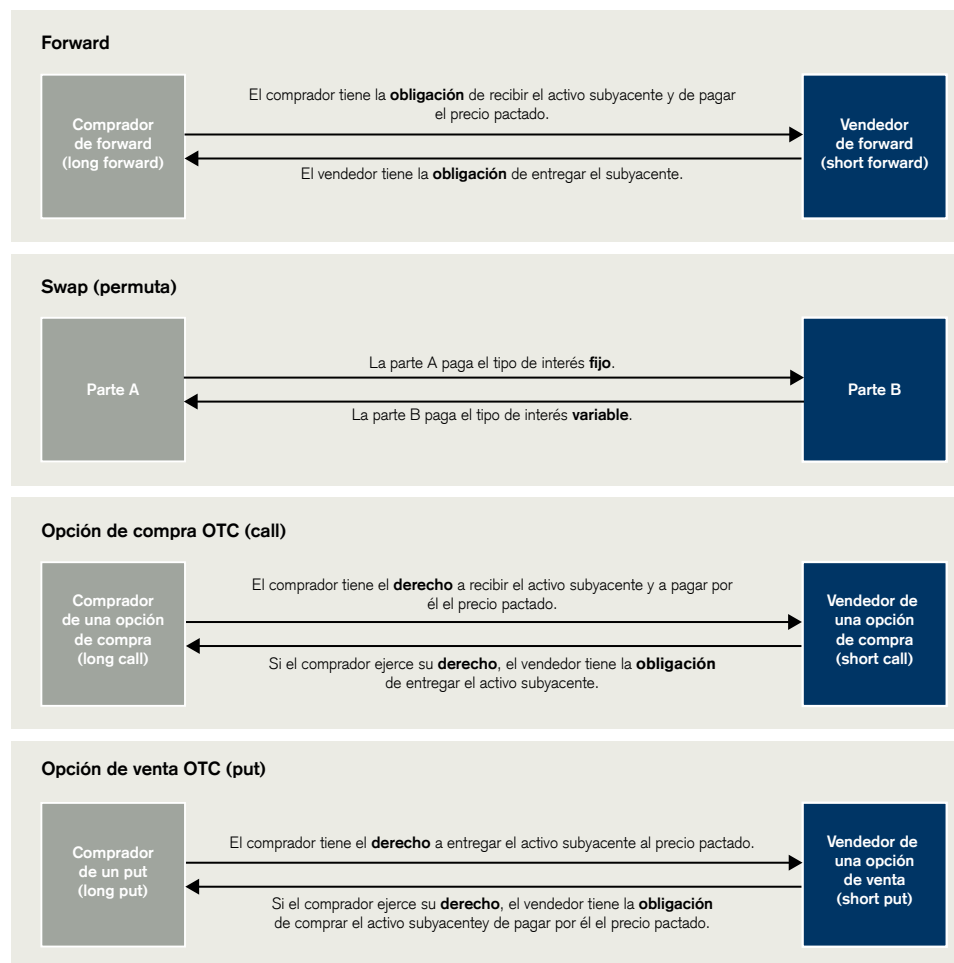 Forward
Comprador
de forward
(long forward)
El comprador tiene la obligación de recibir el activo subyacente y de pagar
el precio pactado.
El vendedor tiene la obligación de entregar el subyacente.
Vendedor
de forward
(short forward)
Swap (permuta)
Parte A
La parte A paga el tipo de interés fijo.
La parte B paga el tipo de interés variable.
Parte B
Opción de compra OTC (call)
Comprador
de una opción
de compra
(long call)
El comprador tiene el derecho a recibir el activo subyacente y a pagar por
él el precio pactado.
Si el comprador ejerce su derecho, el vendedor tiene la obligación
de entregar el activo subyacente.
Vendedor de
una opción
de compra
(short call)
Opción de venta OTC (put)
Comprador
de un put
(long put)
El comprador tiene el derecho a entregar el activo subyacente al precio pactado.
Si el comprador ejerce su derecho, el vendedor tiene la obligación
de comprar el activo subyacentey de pagar por él el precio pactado.
Vendedor de
una opción
de venta
(short put)